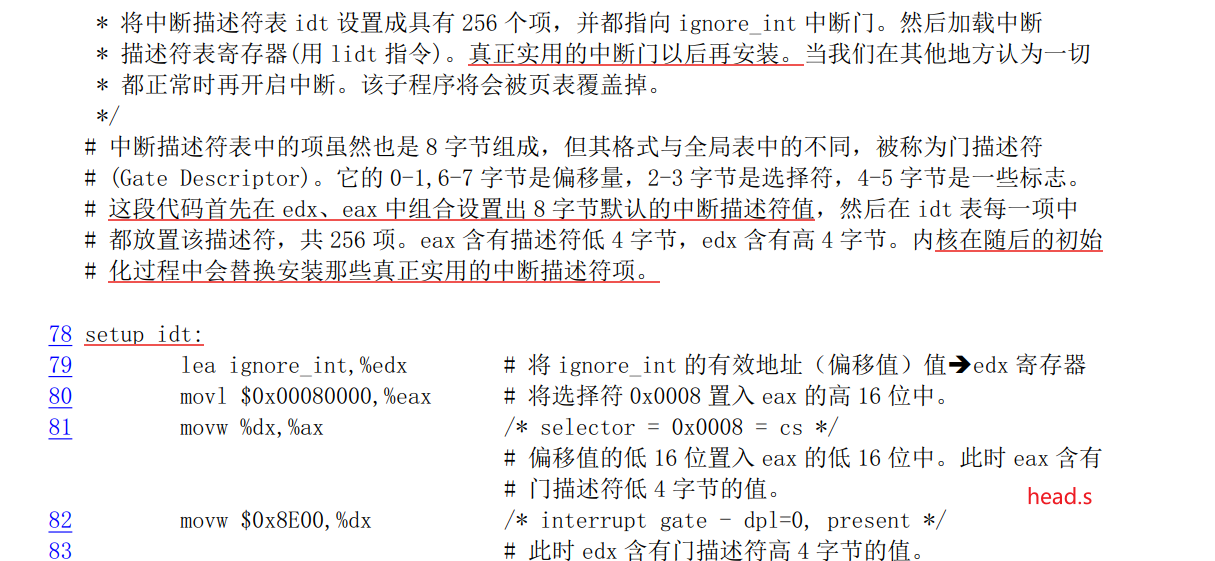 * 将中断描述符表 idt 设置成具有 256 个项，并都指向 ignore_int 中断门。然后加载中断
* 描述符表寄存器(用 lidt 指令)。真正实用的中断门以后再安装。当我们在其他地方认为一切
* 都正常时再开启中断。该子程序将会被页表覆盖掉。
*/
# 中断描述符表中的项虽然也是 8 字节组成，但其格式与全局表中的不同，被称为门描述符
# (Gate Descriptor)。它的 0-1,6-7 字节是偏移量，2-3 字节是选择符，4-5 字节是一些标志。
# 这段代码首先在 edx、eax 中组合设置出 8 字节默认的中断描述符值，然后在 idt 表每一项中
# 都放置该描述符，共 256 项。eax 含有描述符低 4 字节，edx 含有高 4 字节。内核在随后的初始
# 化过程中会替换安装那些真正实用的中断描述符项。
78 setup_idt:
79 lea ignore_int,%edx # 将 ignore_int 的有效地址（偏移值）值➔edx 寄存器
80 movl $0x00080000,%eax # 将选择符 0x0008 置入 eax 的高 16 位中。
81 movw %dx,%ax /* selector = 0x0008 = cs */
# 偏移值的低 16 位置入 eax 的低 16 位中。此时 eax 含有
# 门描述符低 4 字节的值。
head.s
82 movw $0x8E00,%dx /* interrupt gate - dpl=0, present */
83 # 此时 edx 含有门描述符高 4 字节的值。